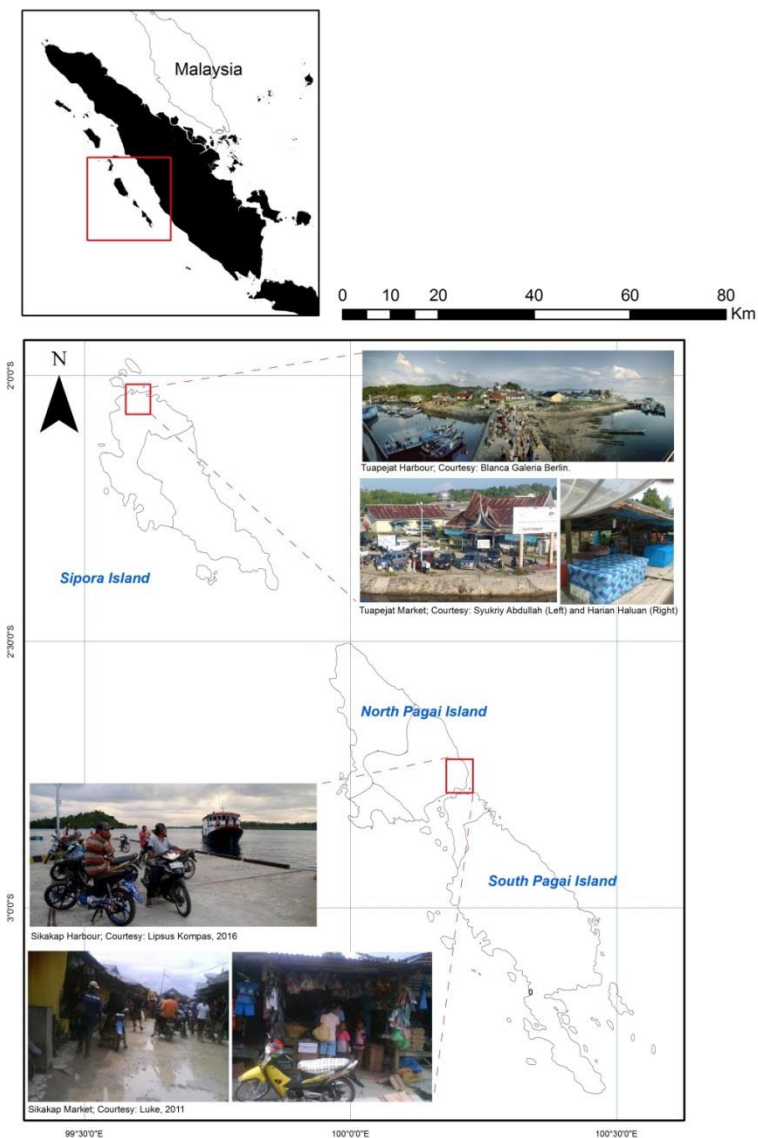 Malaysia
0 10 20 40 60 80
Km
N
2°0'0"S
Tuapejat Harbour; Courtesy: Blanca Galeria Berlin.
Tuapejat Market; Courtesy: Syukriy Abdullah (Left) and Harian Haluan (Right)
Sipora Island
2°30'0"S
North Pagai Island
South Pagai Island
3°0'0"S
Sikakap Harbour; Courtesy: Lipsus Kompas, 2016
Sikakap Market; Courtesy: Luke, 2011
99°30'0"E 100°0'0"E 100°30'0"E